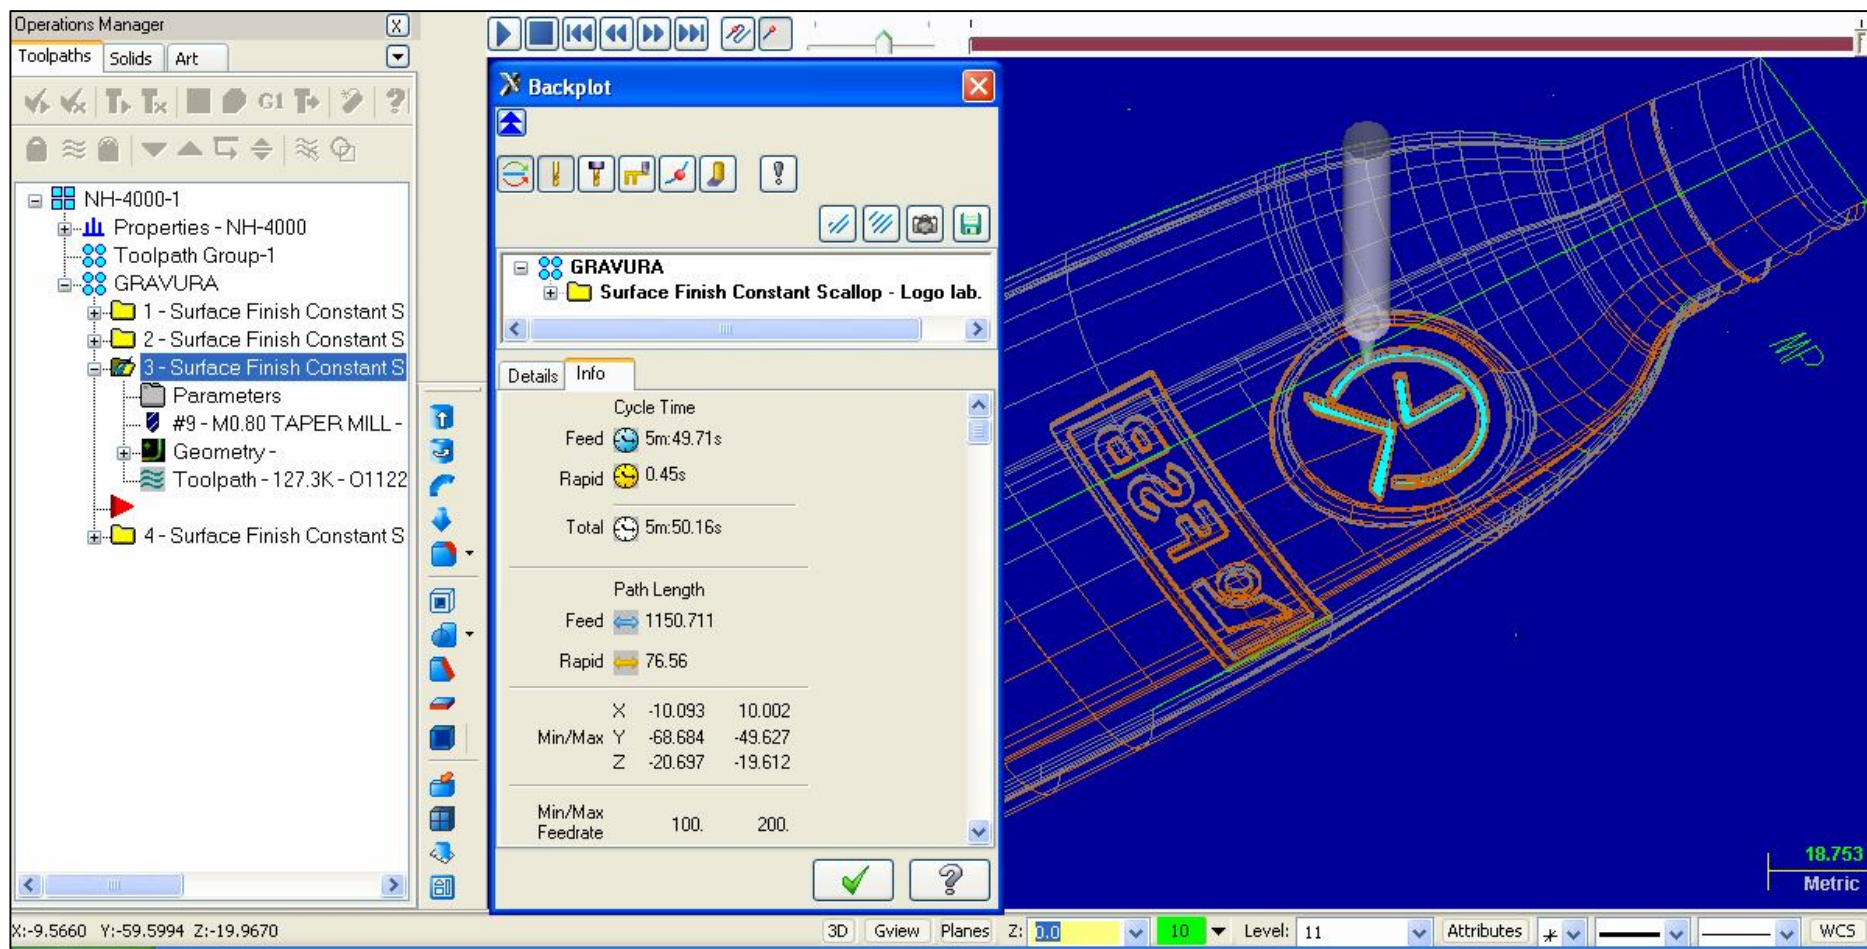 Operations Manager
X
Toolpaths Solids Art
G1
NH-4000-1
Properties - NH-4000
Toolpath Group-1
GRAVURA
1 - Surface Finish Constant S
2 - Surface Finish Constant S
3 - Surface Finish Constant S
Parameters
#9 - M0.80 TAPER MILL -
Geometry -
Toolpath - 127.3K - O1122
4 - Surface Finish Constant S
Backplot
GRAVURA
Surface Finish Constant Scallop - Logo lab.
Details Info
Cycle Time
Feed 5m:49.71s
Rapid 0.45s
Total 5m:50.16s
Path Length
Feed 1150.711
Rapid 76.56
X -10.093 10.002
Min/Max Y -68.684 -49.627
Z -20.697 -19.612
Min/Max
Feedrate 100. 200.
MP
18.753
Metric
X:-9.5660 Y:-59.5994 Z:-19.9670
3D Gview Planes Z: 0.0 10 Level: 11 Attributes WCS